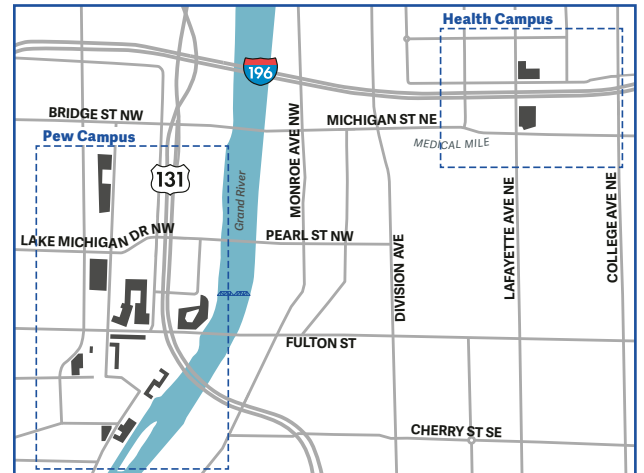 Health Campus
196
BRIDGE ST NW
MICHIGAN ST NE
MEDICAL MILE
Pew Campus
131
Grand River
MONROE AVE NW
LAKE MICHIGAN DR NW
PEARL ST NW
DIVISION AVE
LAFAYETTE AVE NE
COLLEGE AVE NE
FULTON ST
CHERRY ST SE